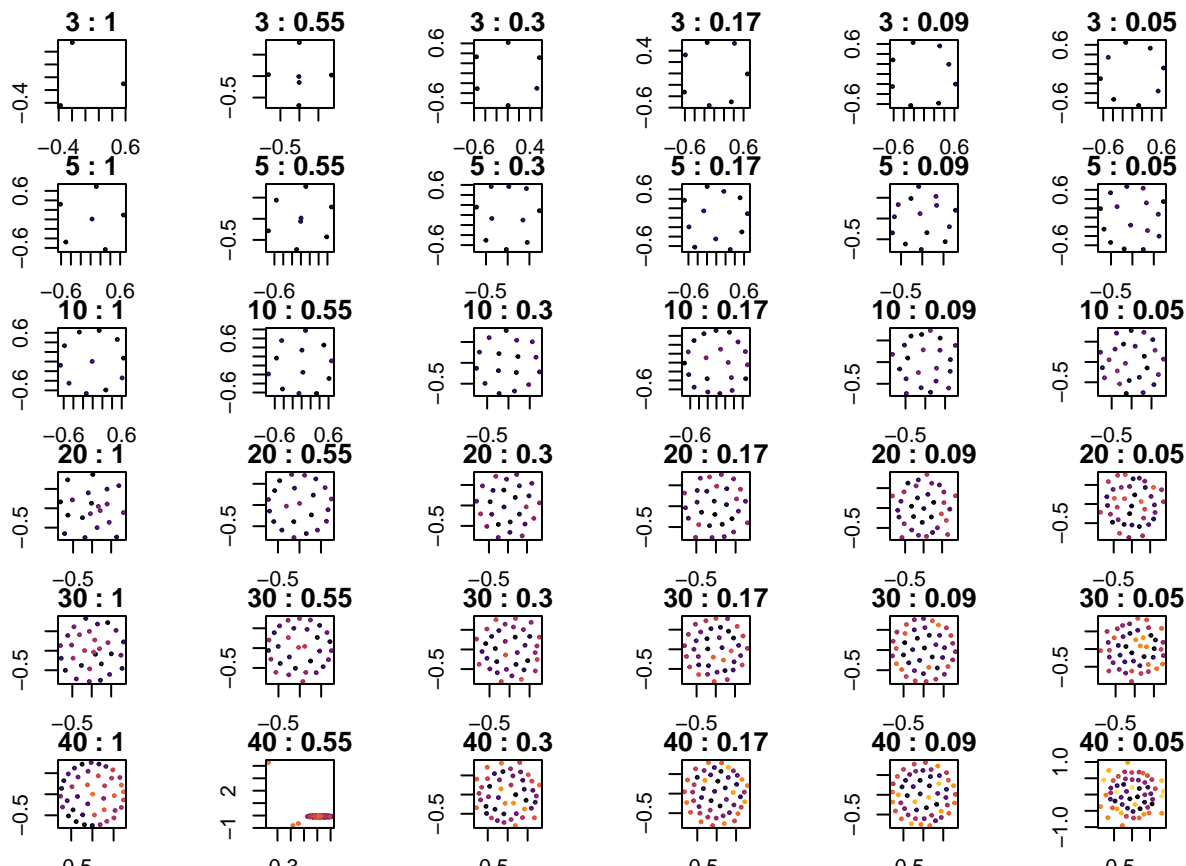 3 : 1 3 : 0.55 3 : 0.3 3 : 0.17 3 : 0.09 3 : 0.05
−0.4 −0.5 −0.6 0.6 −0.6 0.4 −0.6 0.6 −0.6 0.6
−0.4 0.6 −0.5 −0.6 0.4 −0.6 0.6 −0.6 0.6 −0.6 0.6
5 : 1 5 : 0.55 5 : 0.3 5 : 0.17 5 : 0.09 5 : 0.05
−0.6 0.6 −0.5 −0.6 0.6 −0.6 0.6 −0.5 −0.6 0.6
−0.6 0.6 −0.6 −0.5 −0.6 0.6 −0.5 −0.5
10 : 1 10 : 0.55 10 : 0.3 10 : 0.17 10 : 0.09 10 : 0.05
−0.6 0.6 −0.6 0.6 −0.5 −0.6 0.6 −0.5 −0.5
−0.6 0.6 −0.6 0.6 −0.5 −0.6 −0.5 −0.5
20 : 1 20 : 0.55 20 : 0.3 20 : 0.17 20 : 0.09 20 : 0.05
−0.5 −0.5 −0.5 −0.5 −0.5 −0.5
−0.5 −0.5 −0.5 −0.5 −0.5 −0.5
30 : 1 30 : 0.55 30 : 0.3 30 : 0.17 30 : 0.09 30 : 0.05
−0.5 −0.5 −0.5 −0.5 −0.5 −0.5
−0.5 −0.5 −0.5 −0.5 −0.5 −0.5
40 : 1 40 : 0.55 40 : 0.3 40 : 0.17 40 : 0.09 40 : 0.05
−0.5 −1 2 −0.5 −0.5 −0.5 −1.0 1.0